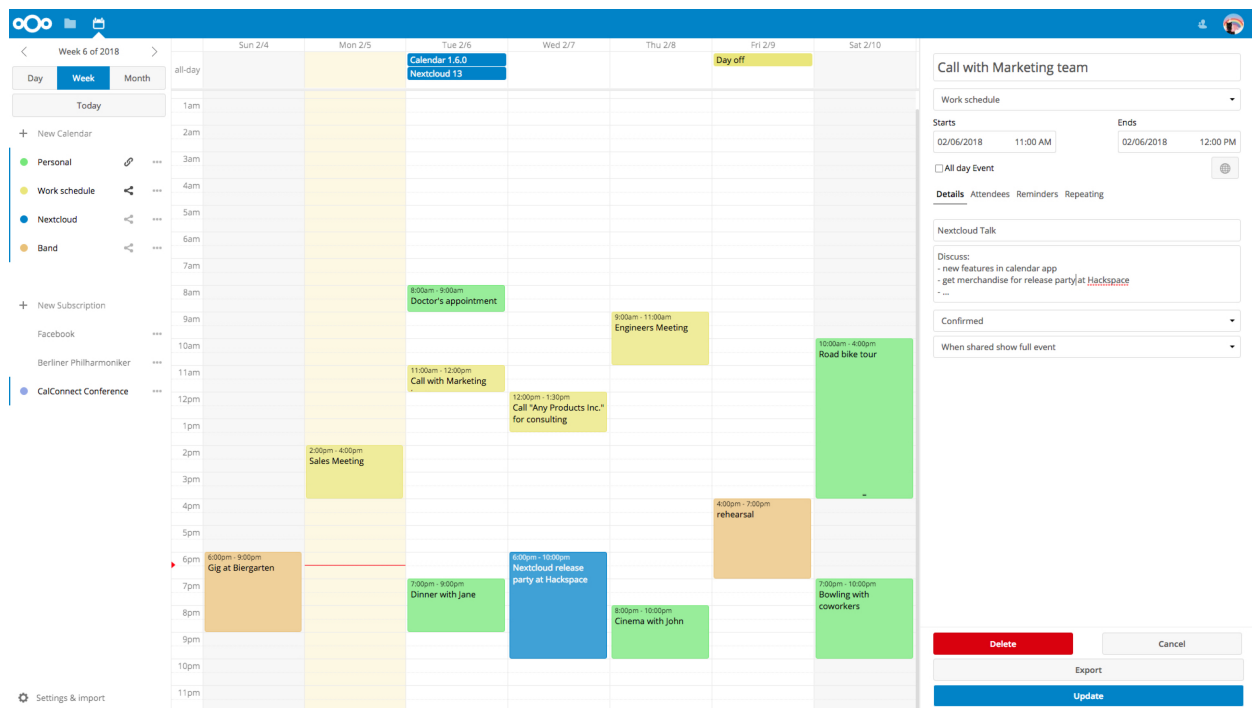 Week 6 of 2018
Day Week Month
Today
+ New Calendar
Personal
Work schedule
Nextcloud
Band
+ New Subscription
Facebook
Berliner Philharmoniker
CalConnect Conference
Settings & import
Sun 2/4 Mon 2/5 Tue 2/6 Wed 2/7 Thu 2/8 Fri 2/9 Sat 2/10
all-day
Calendar 1.6.0
Nextcloud 13
Day off
1am
2am
3am
4am
5am
6am
7am
8am
9am
10am
11am
12pm
1pm
2pm
3pm
4pm
5pm
6pm
7pm
8pm
9pm
10pm
11pm
6:00pm - 9:00pm
Gig at Biergarten
2:00pm - 4:00pm
Sales Meeting
8:00am - 9:00am
Doctor's appointment
11:00am - 12:00pm
Call with Marketing
7:00pm - 9:00pm
Dinner with Jane
12:00pm - 1:30pm
Call "Any Products Inc."
for consulting
6:00pm - 10:00pm
Nextcloud release
party at Hackspace
9:00am - 11:00am
Engineers Meeting
8:00pm - 10:00pm
Cinema with John
4:00pm - 7:00pm
rehearsal
10:00am - 4:00pm
Road bike tour
7:00pm - 10:00pm
Bowling with
coworkers
Call with Marketing team
Work schedule
Starts Ends
02/06/2018 11:00 AM 02/06/2018 12:00 PM
All day Event
Details Attendees Reminders Repeating
Nextcloud Talk
Discuss:
- new features in calendar app
- get merchandise for release party at Hackspace
- ...
Confirmed
When shared show full event
Delete Cancel
Export
Update